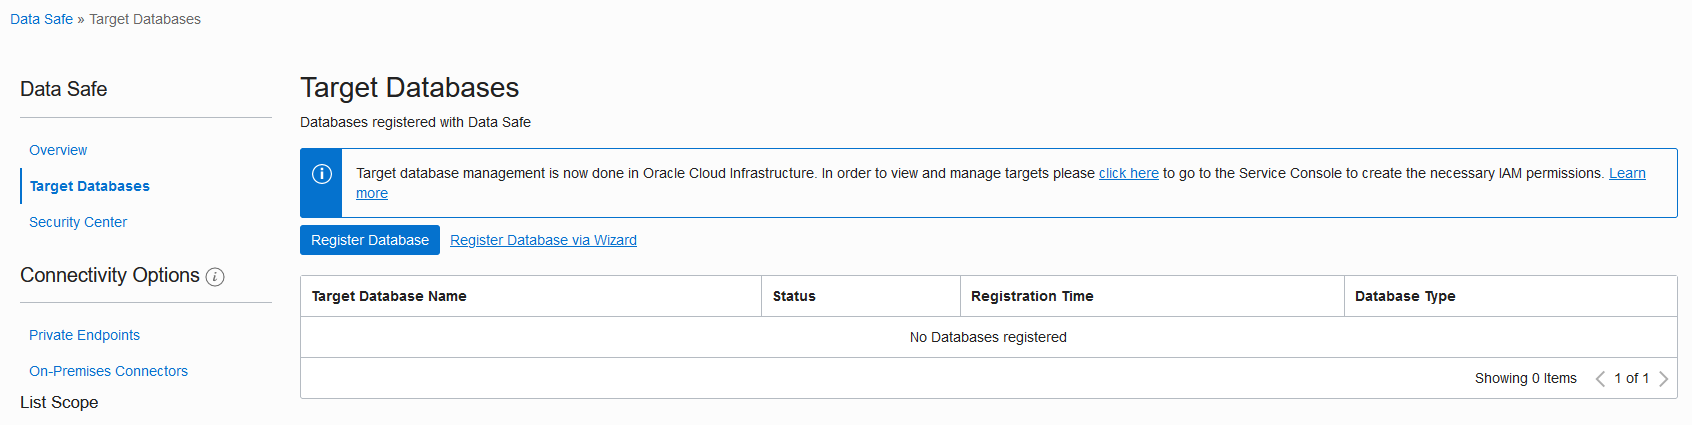 Data Safe » Target Databases
Data Safe
Overview
Target Databases
Security Center
Connectivity Options i
Private Endpoints
On-Premises Connectors
List Scope
Target Databases
Databases registered with Data Safe
Target database management is now done in Oracle Cloud Infrastructure. In order to view and manage targets please click here to go to the Service Console to create the necessary IAM permissions. Learn
more
Register Database Register Database via Wizard
Target Database Name Status Registration Time Database Type
No Databases registered
Showing 0 Items < 1 of 1 >